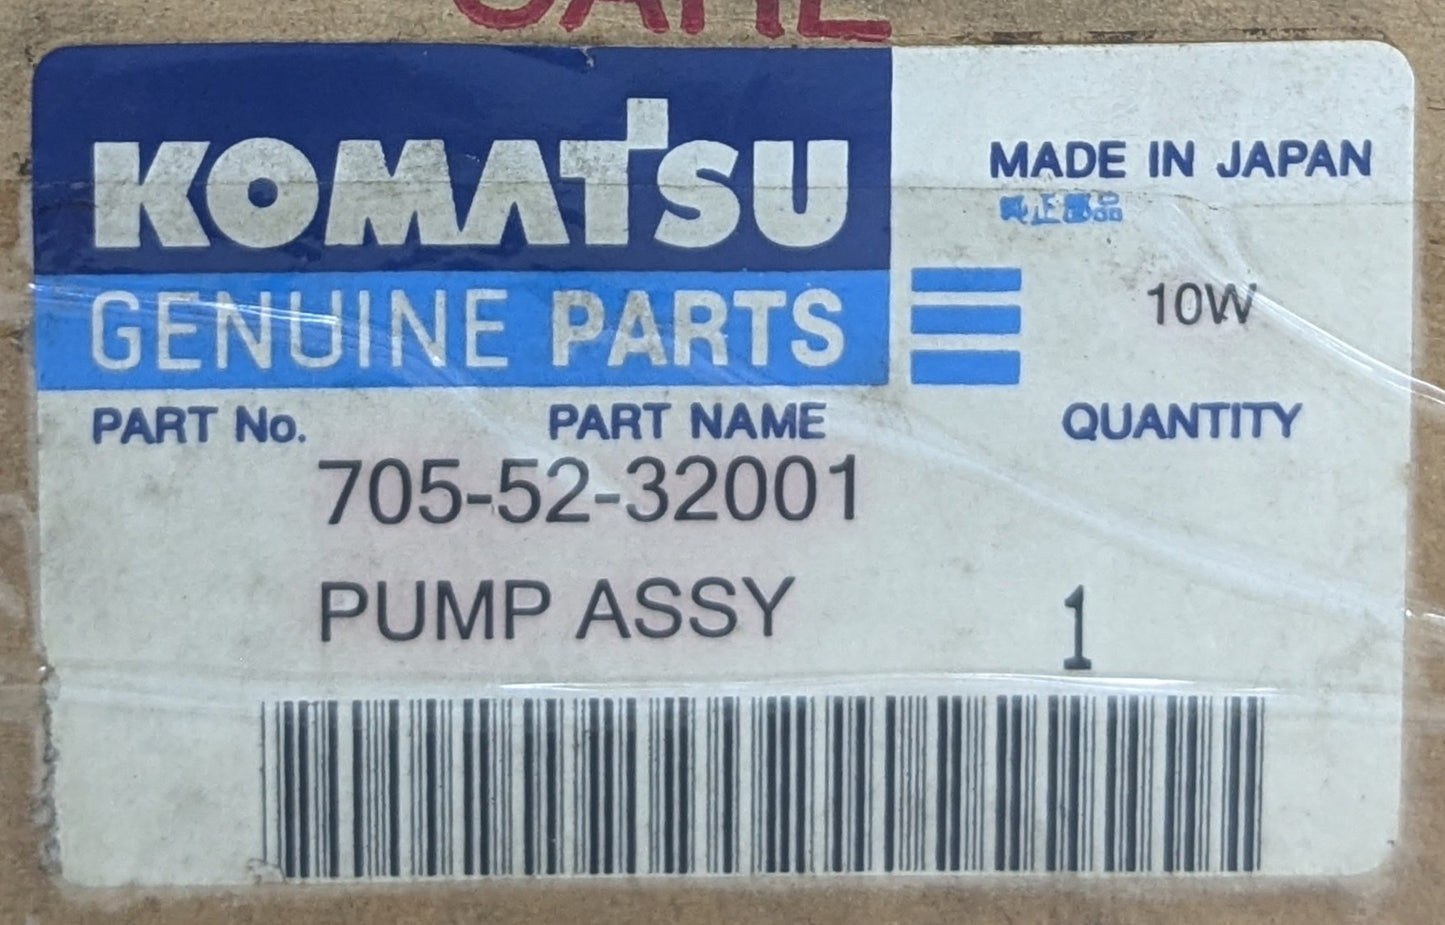 CARE
KOMATSU
MADE IN JAPAN
純正部品
GENUINE PARTS
10W
PART No.
PART NAME
QUANTITY
705-52-32001
PUMP ASSY
1